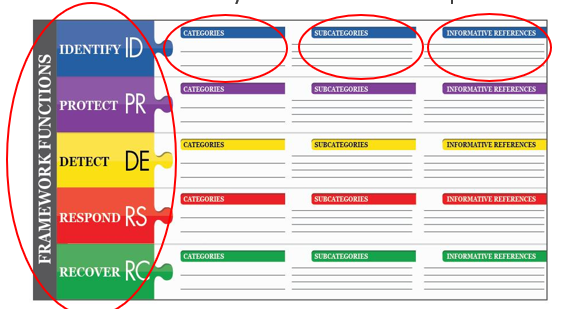 FRAMEWORK FUNCTIONS
IDENTIFY ID
CATEGORIES
SUBCATEGORIES
INFORMATIVE REFERENCES
PROTECT PR
CATEGORIES
SUBCATEGORIES
INFORMATIVE REFERENCES
DETECT DE
CATEGORIES
SUBCATEGORIES
INFORMATIVE REFERENCES
RESPOND RS
CATEGORIES
SUBCATEGORIES
INFORMATIVE REFERENCES
RECOVER RC
CATEGORIES
SUBCATEGORIES
INFORMATIVE REFERENCES